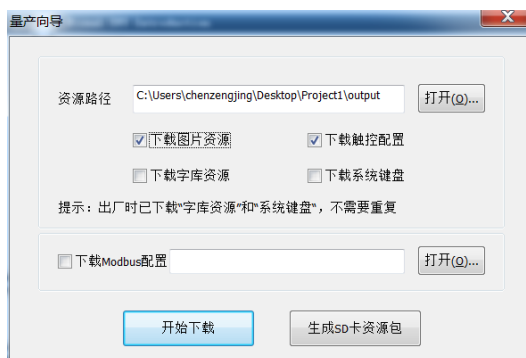 量产向导
资源路径 C:\Users\chenzengjing\Desktop\Project1\output 打开(O)...
下载图片资源 下载触控配置
下载字库资源 下载系统键盘
提示：出厂时已下载“字库资源”和“系统键盘“，不需要重复
下载Modbus配置 打开(O)...
开始下载 生成SD卡资源包